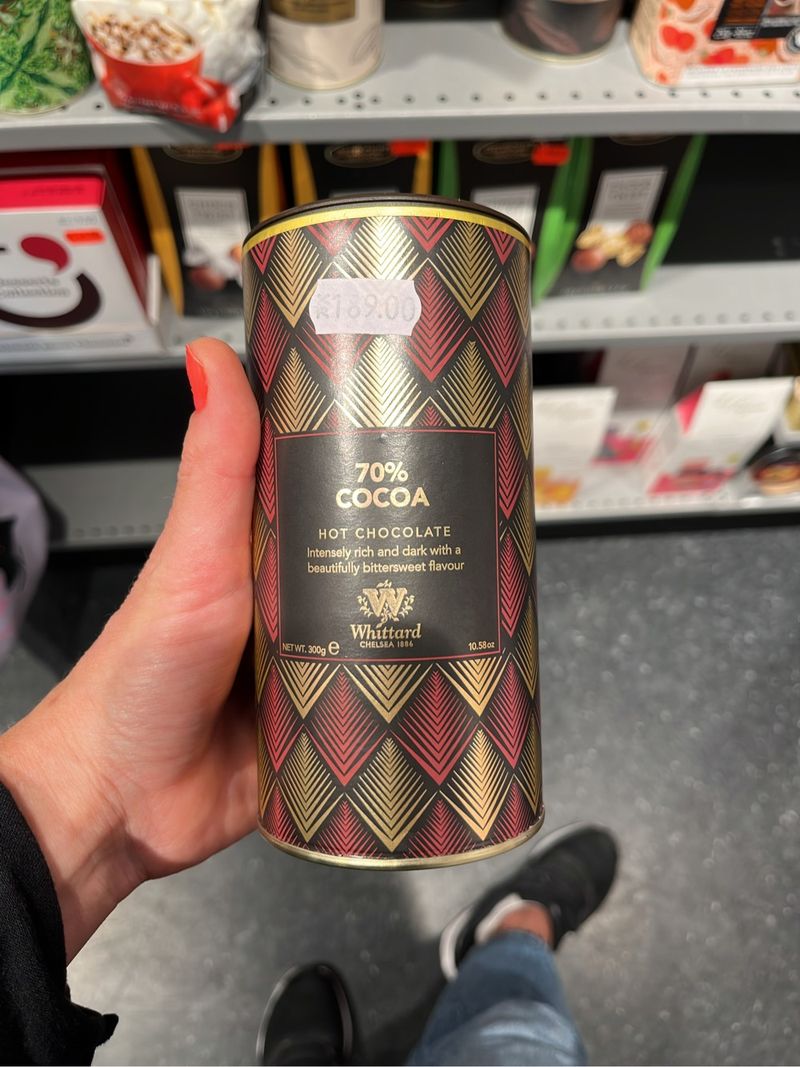 K189.00
70%
COCOA
HOT CHOCOLATE
Intensely rich and dark with a
beautifully bittersweet flavour
W
Whittard
CHELSEA 1886
NET WT. 300g e
10.58oz